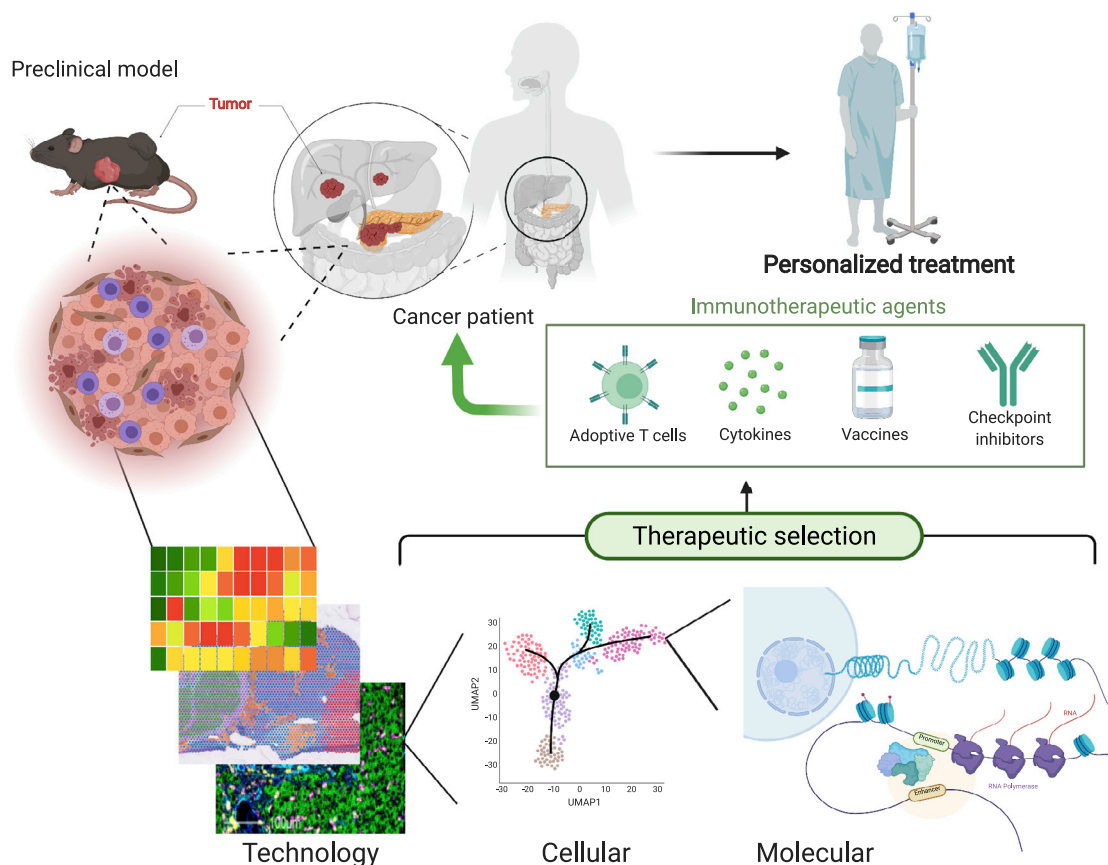 Preclinical model
Tumor
Cancer patient
Personalized treatment
Immunotherapeutic agents
Adoptive T cells
Cytokines
Vaccines
Checkpoint
inhibitors
Therapeutic selection
100µm
Technology
30
20
10
0
-10
-20
-30
UMAP2
-30
-20
-10
0
10
20
30
UMAP1
Cellular
RNA
Promoter
RNA Polymerase
Enhancer
Molecular